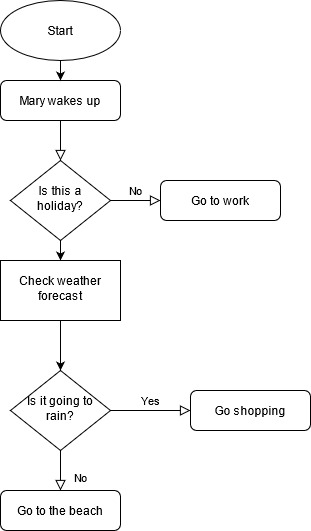 Start
Mary wakes up
Is this a
holiday?
No
Go to work
Check weather
forecast
Is it going to
rain?
Yes
Go shopping
No
Go to the beach